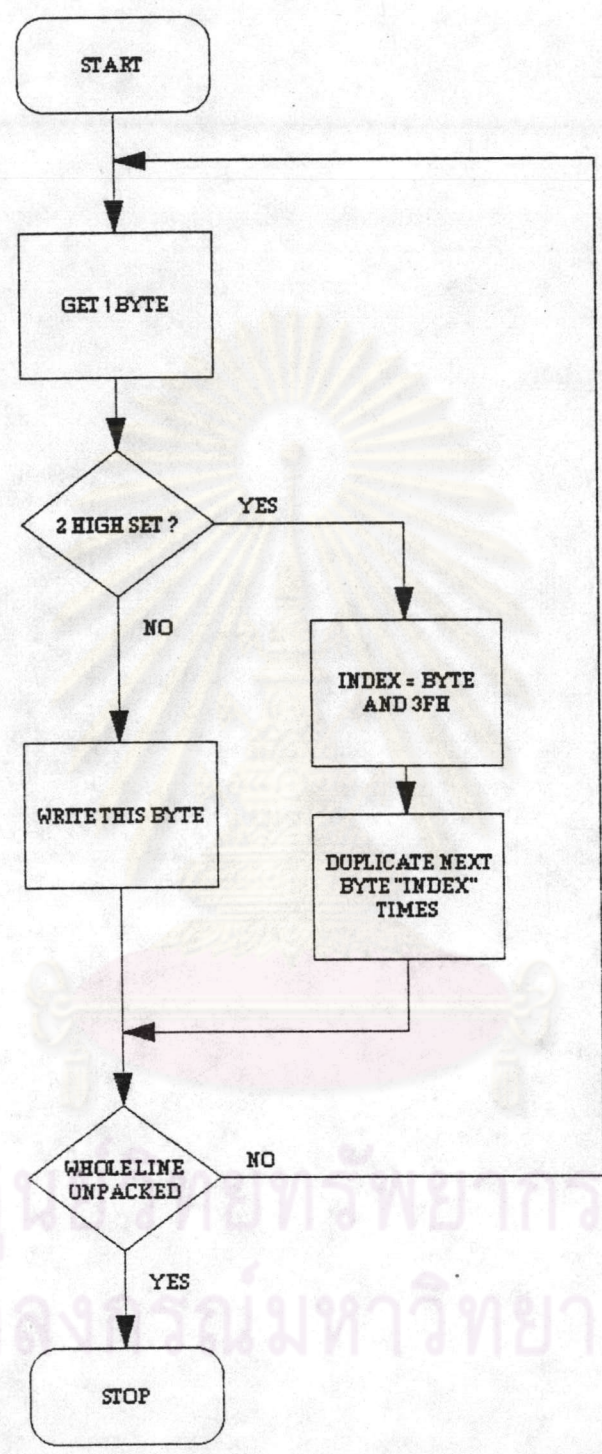 START
GET 1 BYTE
2 HIGH SET ?
YES
NO
INDEX = BYTE
AND 3FH
WRITE THIS BYTE
DUPLICATE NEXT
BYTE "INDEX"
TIMES
WHOLE LINE
UNPACKED
NO
YES
STOP